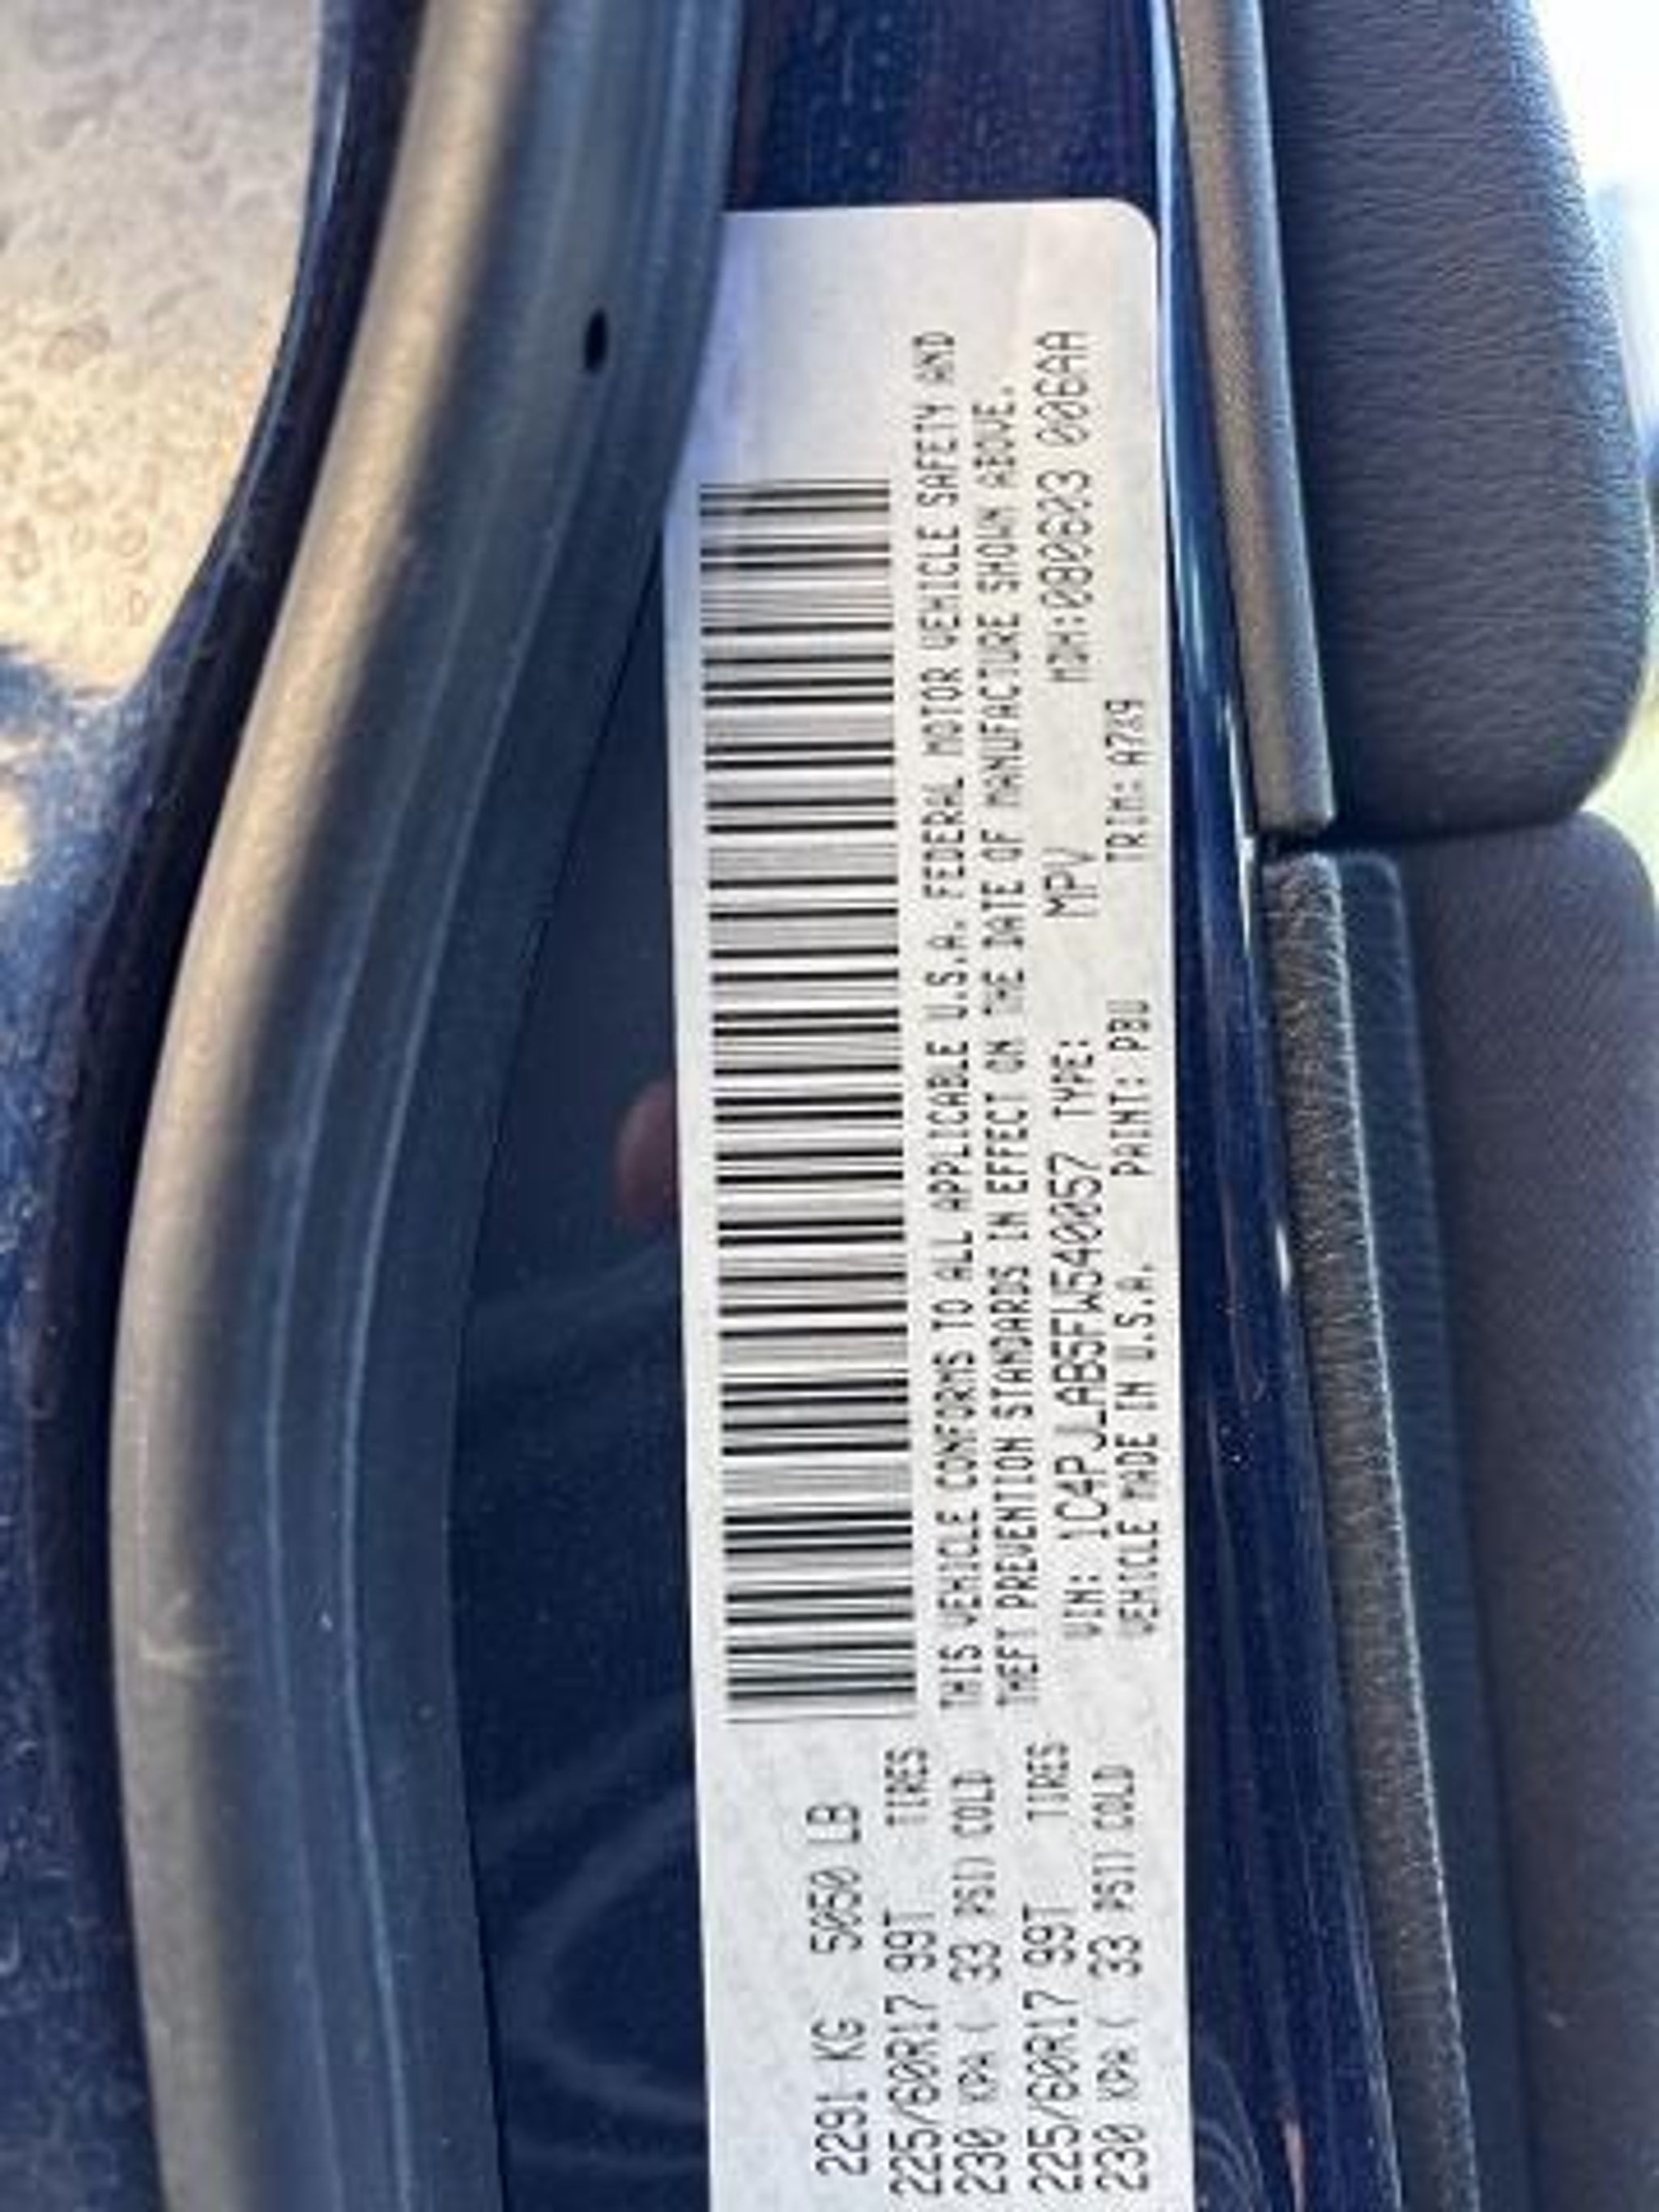 2291 KG 5050 LB
225/60R17 99T TIRES
230 KPA ( 33 PSI) COLD
225/60R17 99T TIRES
230 KPA ( 33 PSI) COLD
THIS VEHICLE CONFORMS TO ALL APPLICABLE U.S.A. FEDERAL MOTOR VEHICLE SAFETY AND
THEFT PREVENTION STANDARDS IN EFFECT ON THE DATE OF MANUFACTURE SHOWN ABOVE.
VIN: 1C4PJLAB5FW540057 TYPE: MPV MDH:080603 006AA
VEHICLE MADE IN U.S.A. PAINT: PBU TRIM: A7X9